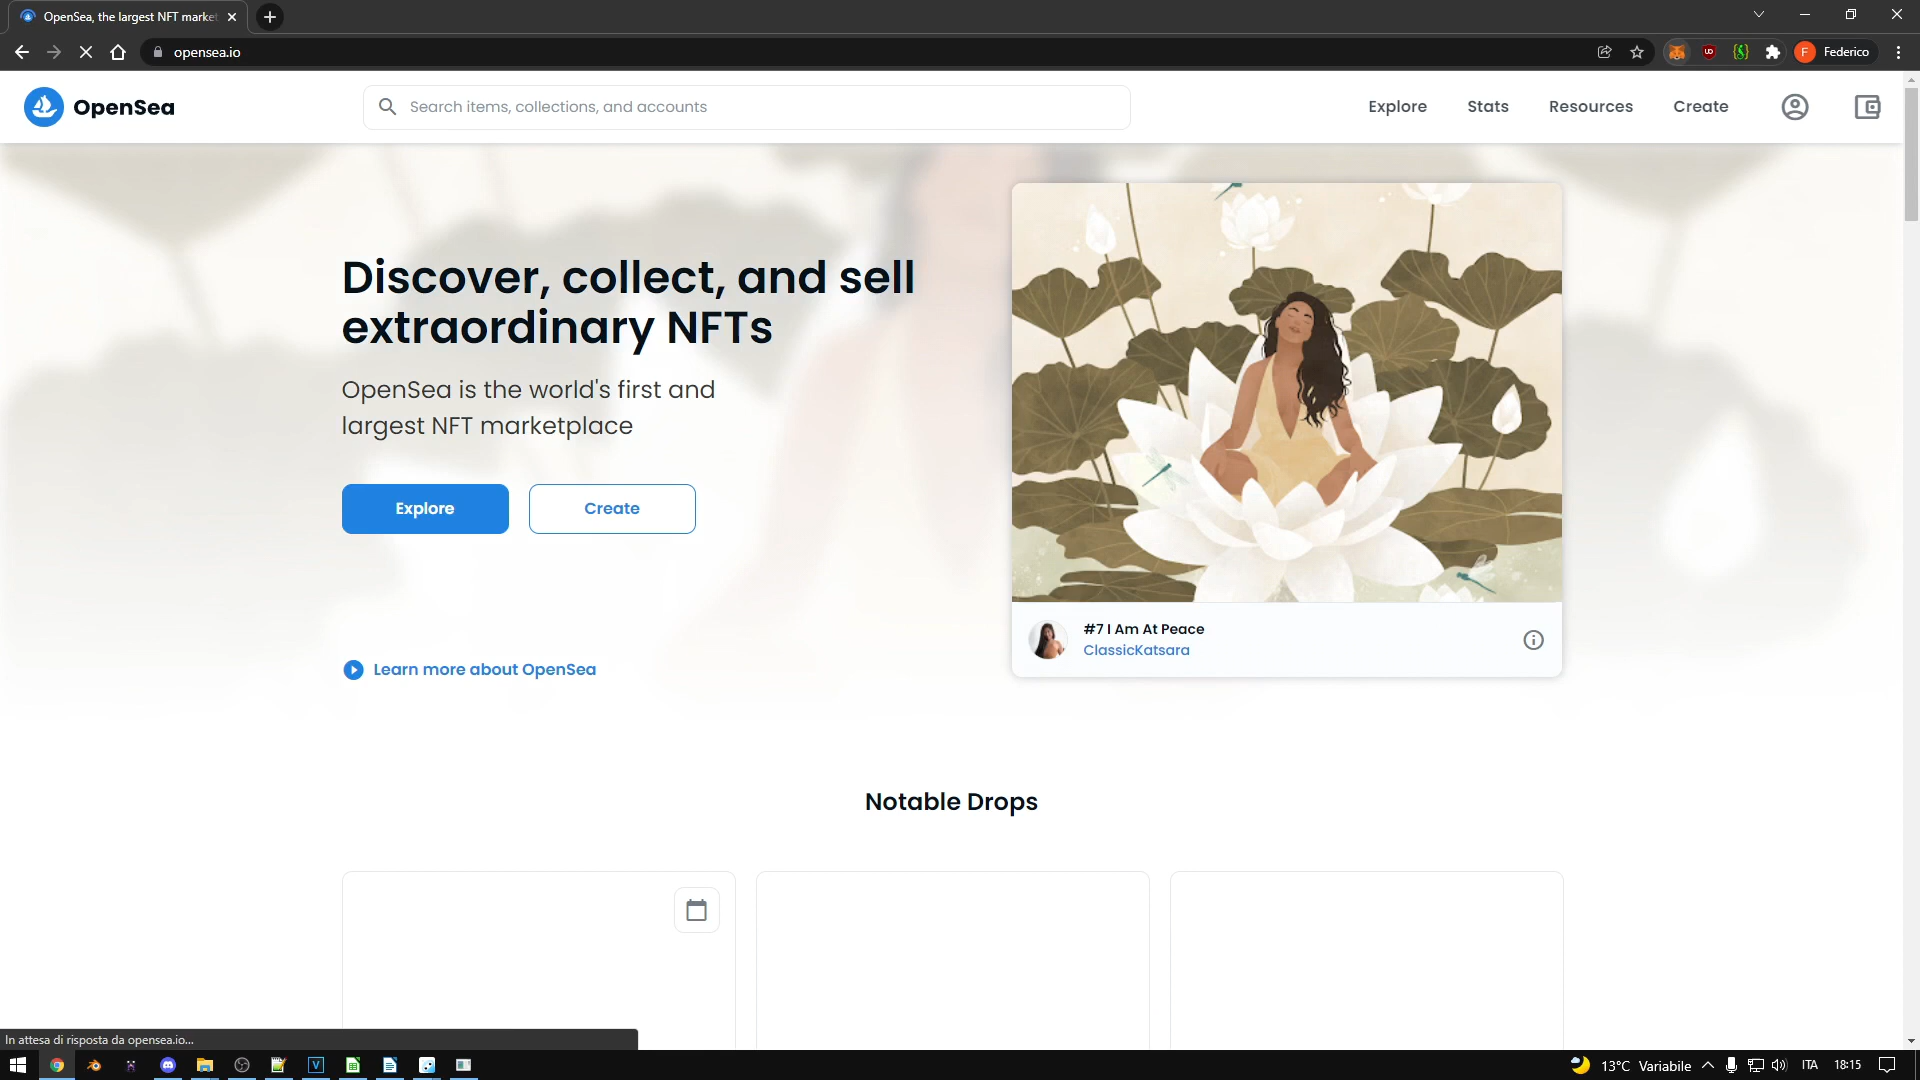 OpenSea, the largest NFT market
opensea.io
F Federico
OpenSea
Search items, collections, and accounts
Explore
Stats
Resources
Create
Discover, collect, and sell
extraordinary NFTs
OpenSea is the world's first and
largest NFT marketplace
Explore
Create
Learn more about OpenSea
#7 I Am At Peace
ClassicKatsara
Notable Drops
In attesa di risposta da opensea.io...
13°C Variabile
ITA
18:15